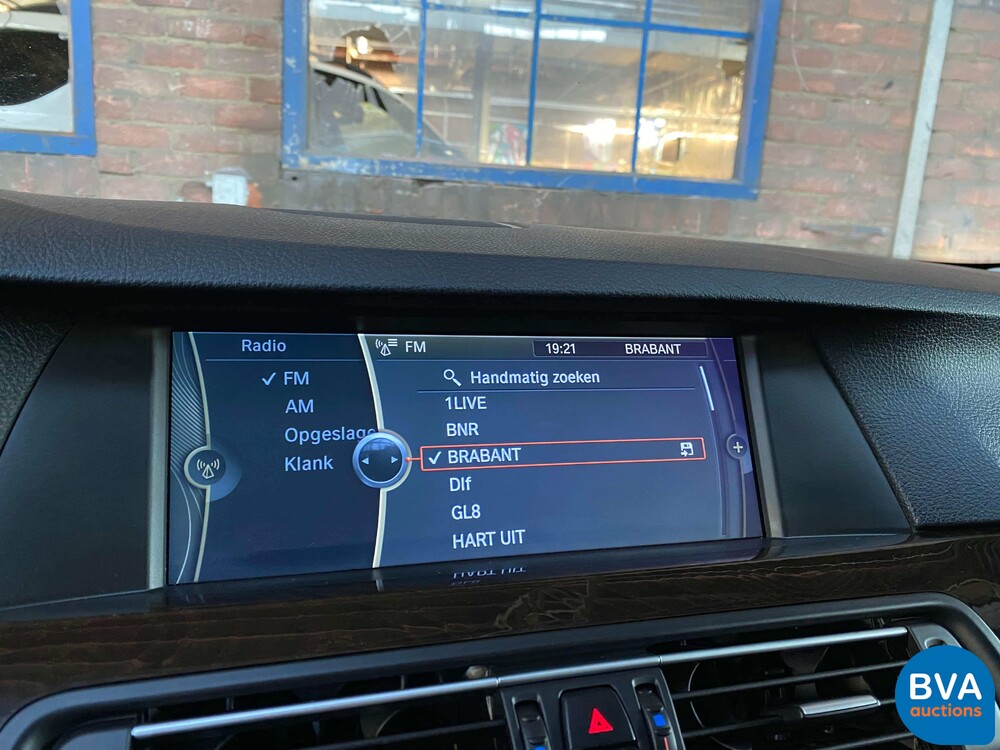 Radio
FM
AM
Opgeslage
Klank
FM 19:21 BRABANT
Handmatig zoeken
1LIVE
BNR
BRABANT
Dlf
GL8
HART UIT
BVA
auctions